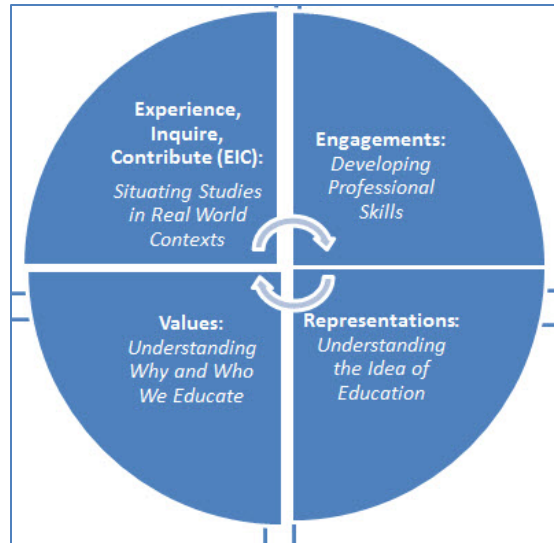 Experience,
Inquire,
Contribute (EIC):
Situating Studies
in Real World
Contexts
Engagements:
Developing
Professional
Skills
Values:
Understanding
Why and Who
We Educate
Representations:
Understanding
the Idea of
Education